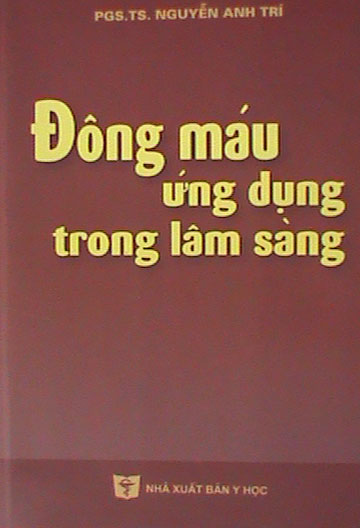 PGS.TS. NGUYỄN ANH TRÍ
Đông máu
ứng dụng
trong lâm sàng
NHÀ XUẤT BẢN Y HỌC